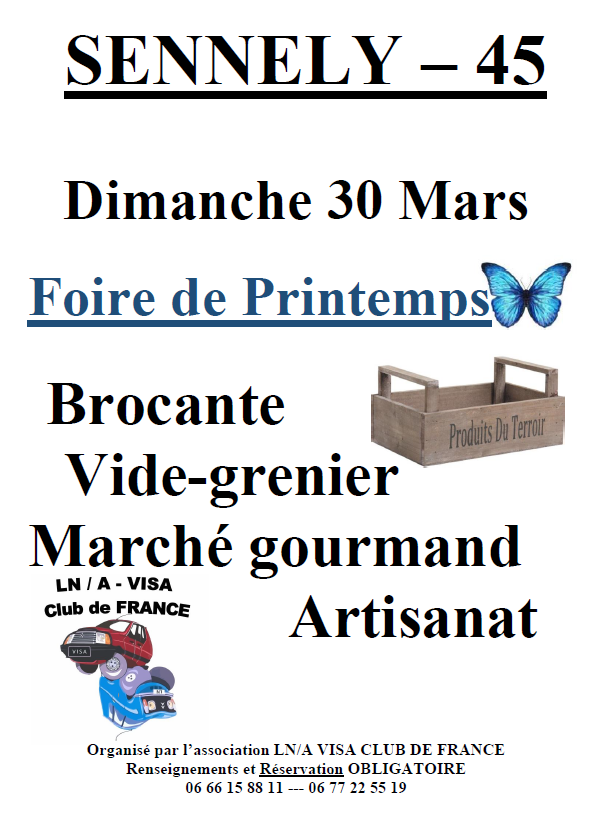 SENNELY – 45
Dimanche 30 Mars
Foire de Printemps
Brocante
Produits Du Terroir
Vide-grenier
Marché gourmand
LN / A - VISA
Club de FRANCE
VISA
Artisanat
Organisé par l’association LN/A VISA CLUB DE FRANCE
Renseignements et Réservation OBLIGATOIRE
06 66 15 88 11 --- 06 77 22 55 19